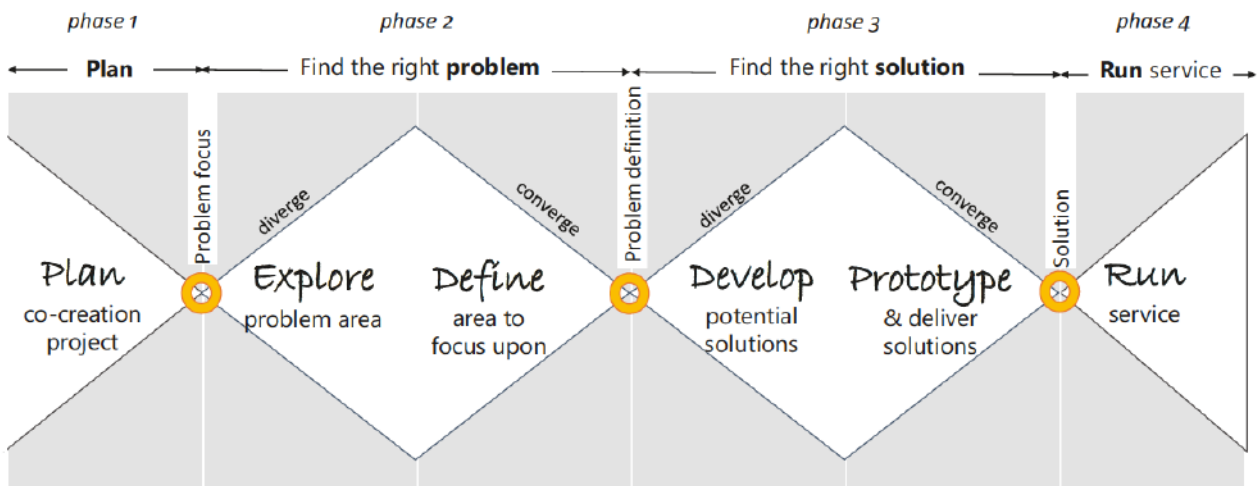 phase 1
phase 2
phase 3
phase 4
Plan
Find the right problem
Find the right solution
Run service
Problem focus
diverge
converge
Problem definition
diverge
converge
Solution
Plan
co-creation
project
Explore
problem area
Define
area to
focus upon
Develop
potential
solutions
Prototype
& deliver
solutions
Run
service